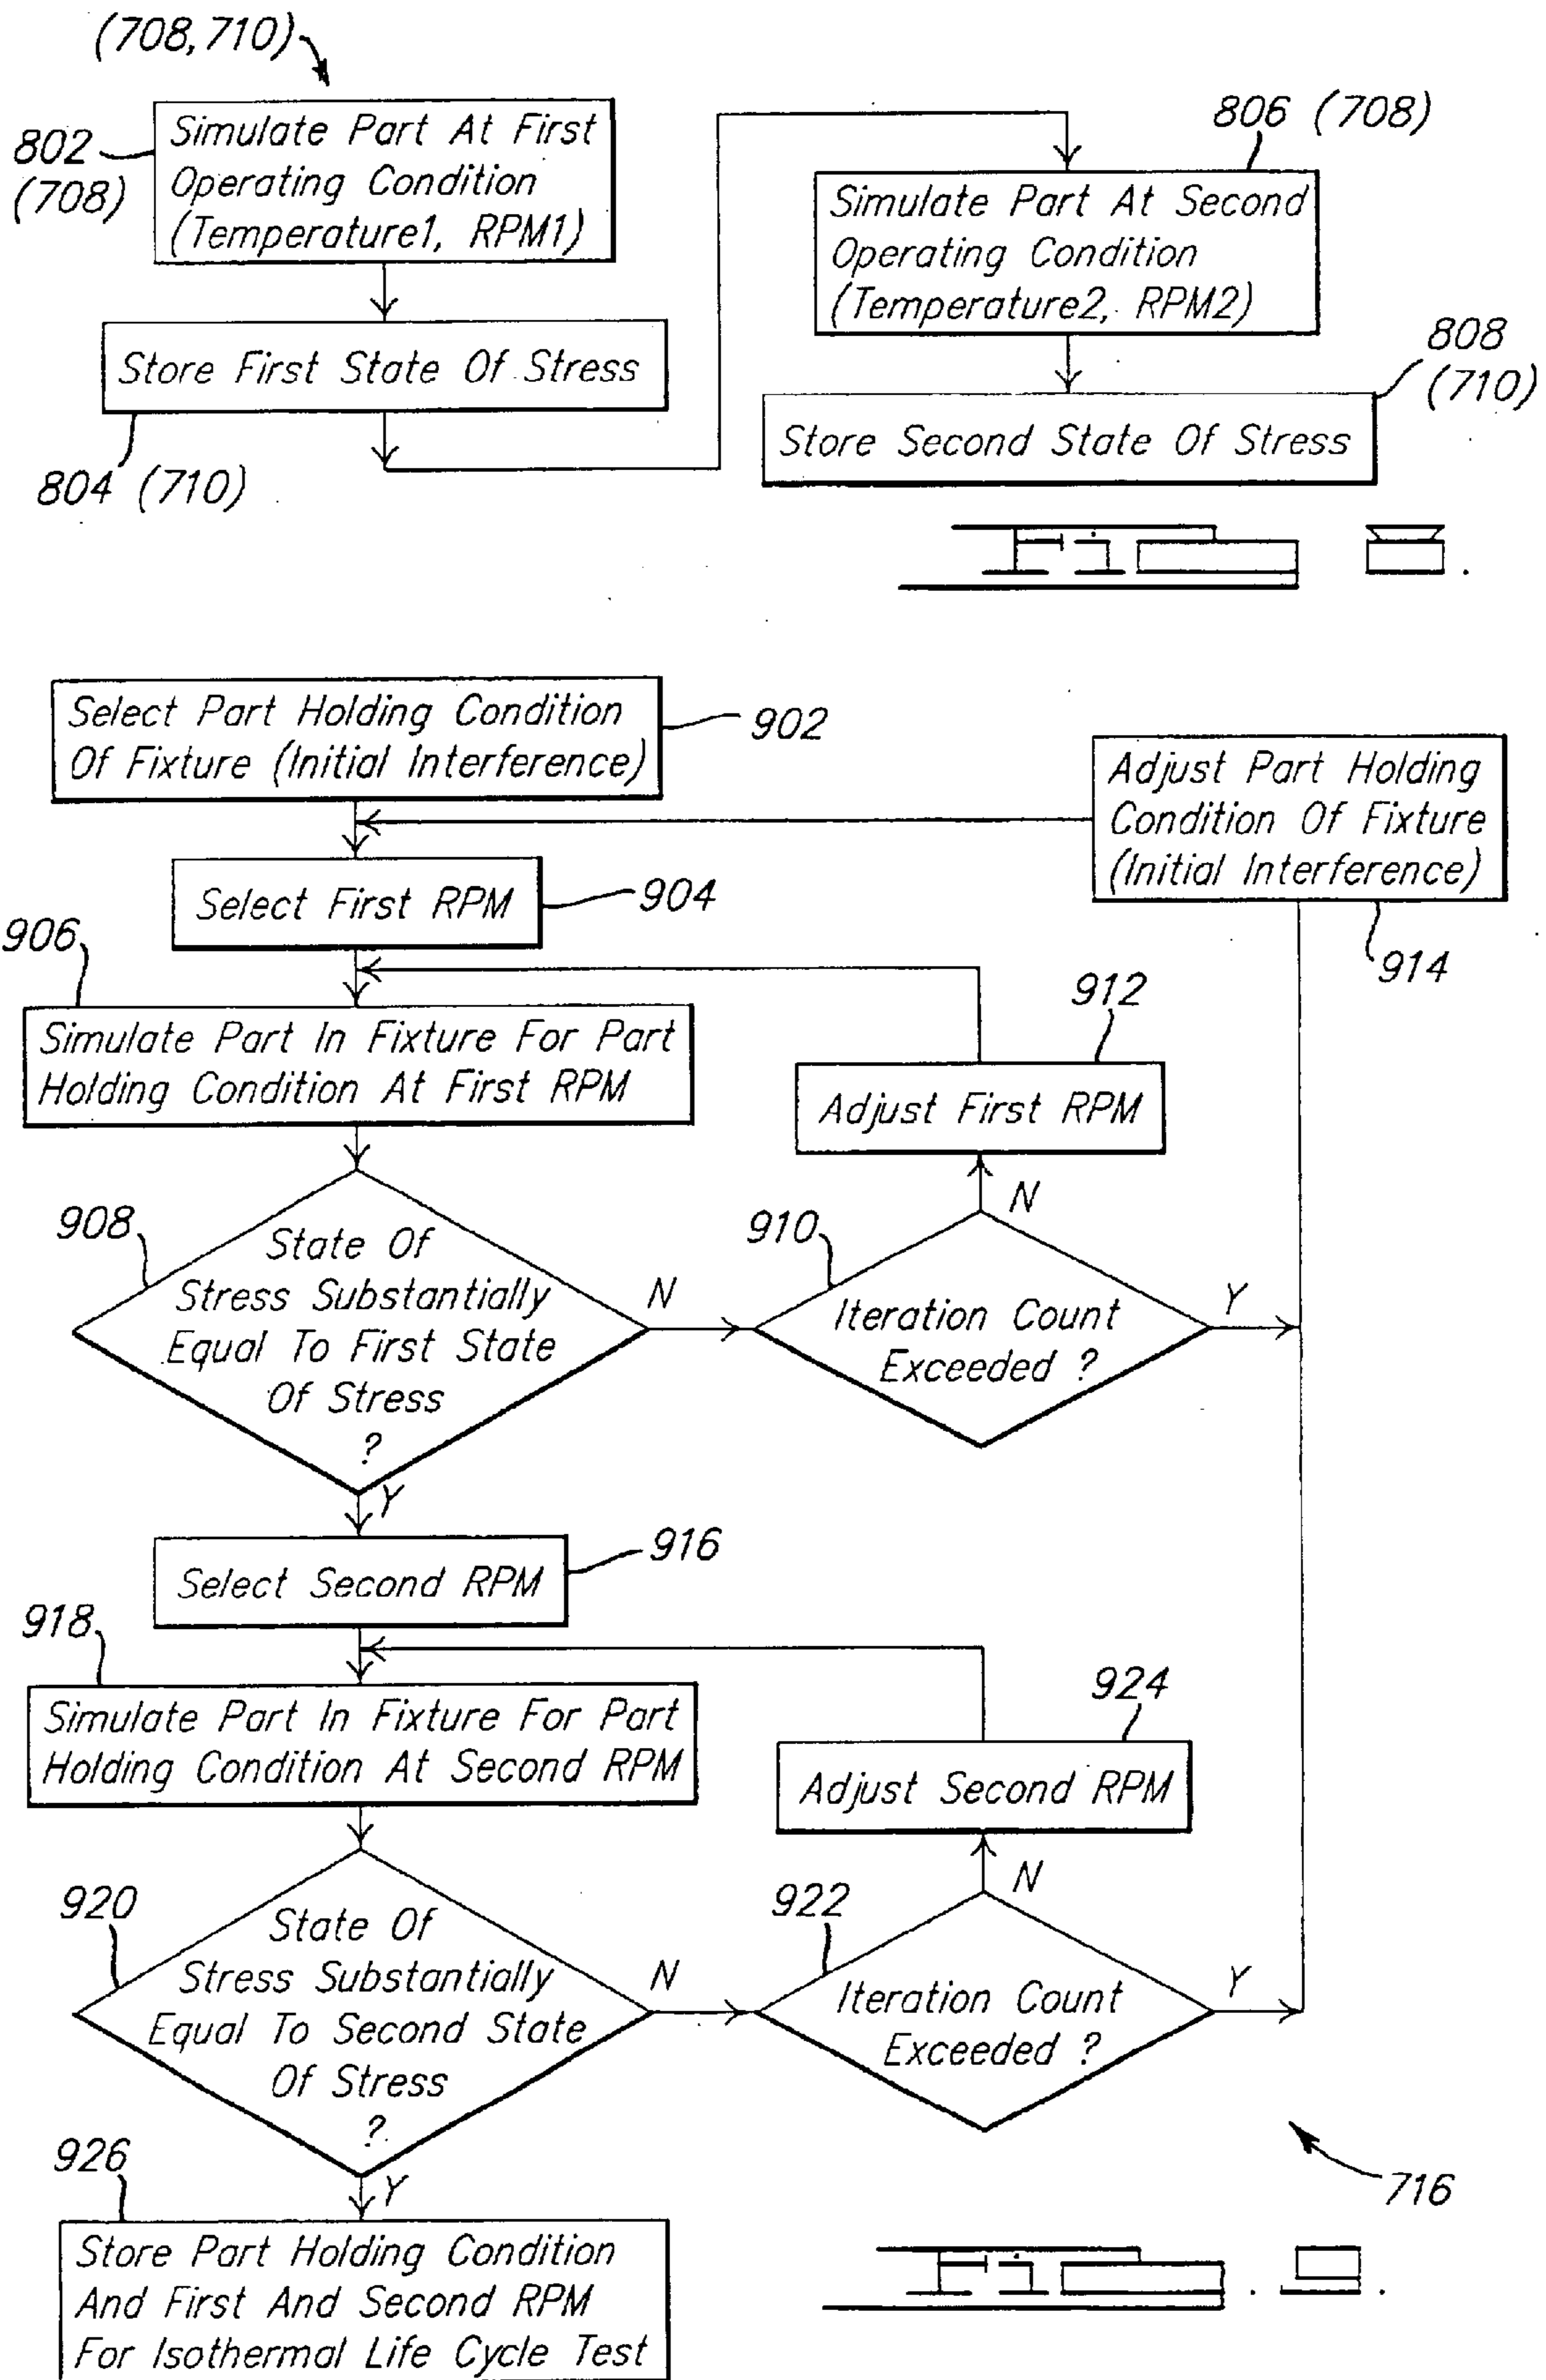 (708,710)
802
(708)
Simulate Part At First
Operating Condition
(Temperature1, RPM1)
Store First State Of Stress
804 (710)
806 (708)
Simulate Part At Second
Operating Condition
(Temperature2, RPM2)
808
(710)
Store Second State Of Stress
Select Part Holding Condition
Of Fixture (Initial Interference)
902
Adjust Part Holding
Condition Of Fixture
(Initial Interference)
914
Select First RPM
904
906
Simulate Part In Fixture For Part
Holding Condition At First RPM
912
Adjust First RPM
908
State Of
Stress Substantially
Equal To First State
Of Stress
?
N
Y
910
Iteration Count
Exceeded ?
N
Y
Select Second RPM
916
918
Simulate Part In Fixture For Part
Holding Condition At Second RPM
924
Adjust Second RPM
920
State Of
Stress Substantially
Equal To Second State
Of Stress
?
N
Y
922
Iteration Count
Exceeded ?
N
Y
716
926
Store Part Holding Condition
And First And Second RPM
For Isothermal Life Cycle Test